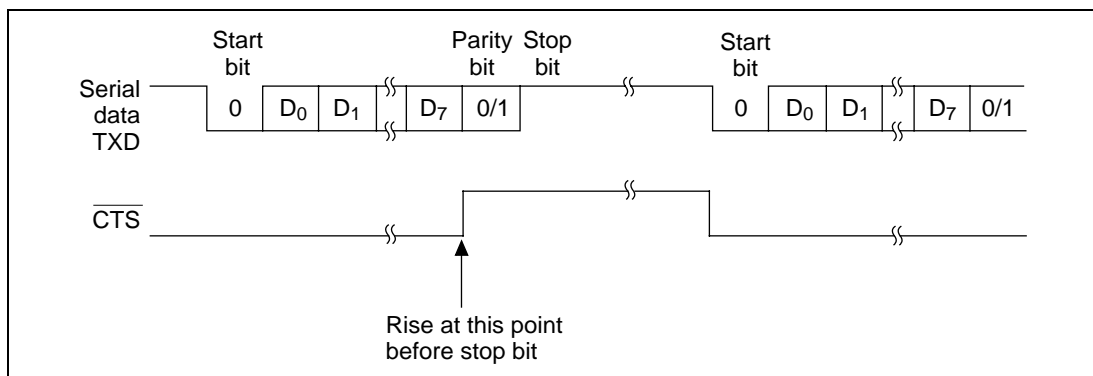 Start bit
Parity bit
Stop bit
Start bit
Serial data TXD
0 D0 D1 D7 0/1 0 D0 D1 D7 0/1
CTS
Rise at this point
before stop bit